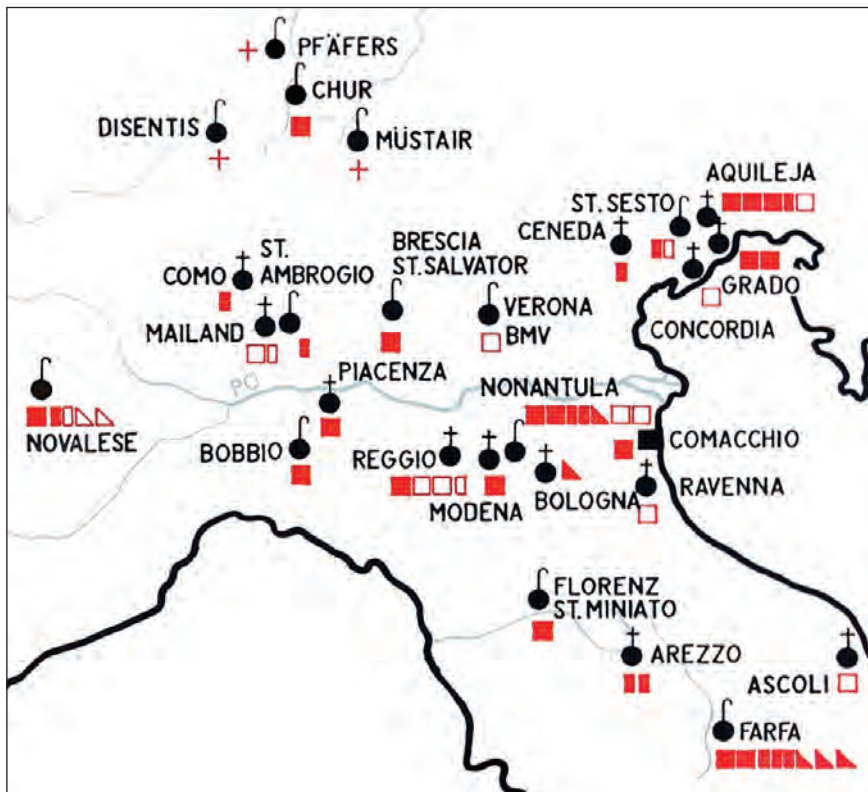 PFÄFERS
CHUR
DISENTIS
MÜSTAIR
AQUILEJA
ST. SESTO
CENEDA
GRADO
CONCORDIA
BRESCIA
ST. SALVATOR
ST.
AMBROGIO
COMO
MAILAND
VERONA
BMV
PO
PIACENZA
NONANTULA
NOVALESE
COMACCHIO
BOBBIO
REGGIO
MODENA
BOLOGNA
RAVENNA
FLORENZ
ST. MINIATO
AREZZO
ASCOLI
FARFA